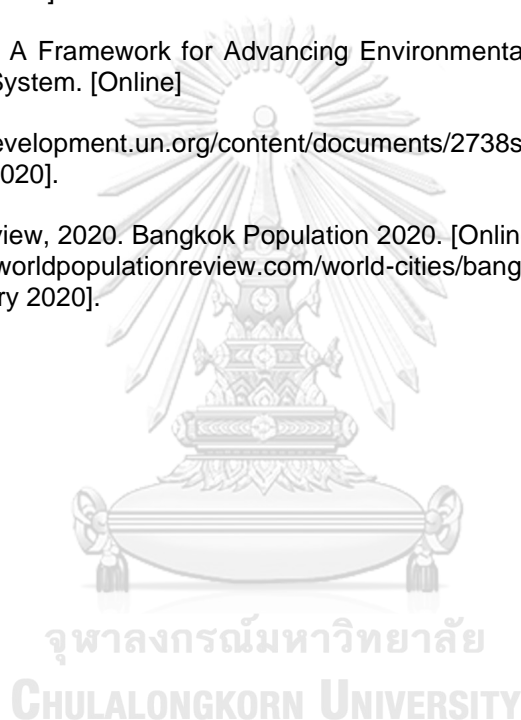 A Framework for Advancing Environmenta
System. [Online]
evelopment.un.org/content/documents/2738s
020].
view, 2020. Bangkok Population 2020. [Onlin
worldpopulationreview.com/world-cities/bang
ry 2020].
จุฬาลงกรณ์มหาวิทยาลัย
CHULALONGKORN UNIVERSITY